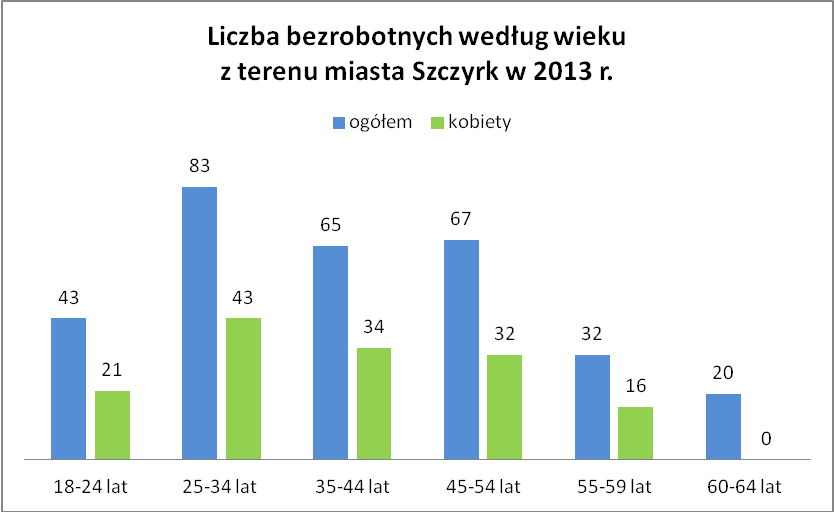 Liczba bezrobotnych według wieku
z terenu miasta Szczyrk w 2013 r.
ogółem kobiety
43 21 83 43 65 34 67 32 32 16 20 0
18-24 lat 25-34 lat 35-44 lat 45-54 lat 55-59 lat 60-64 lat